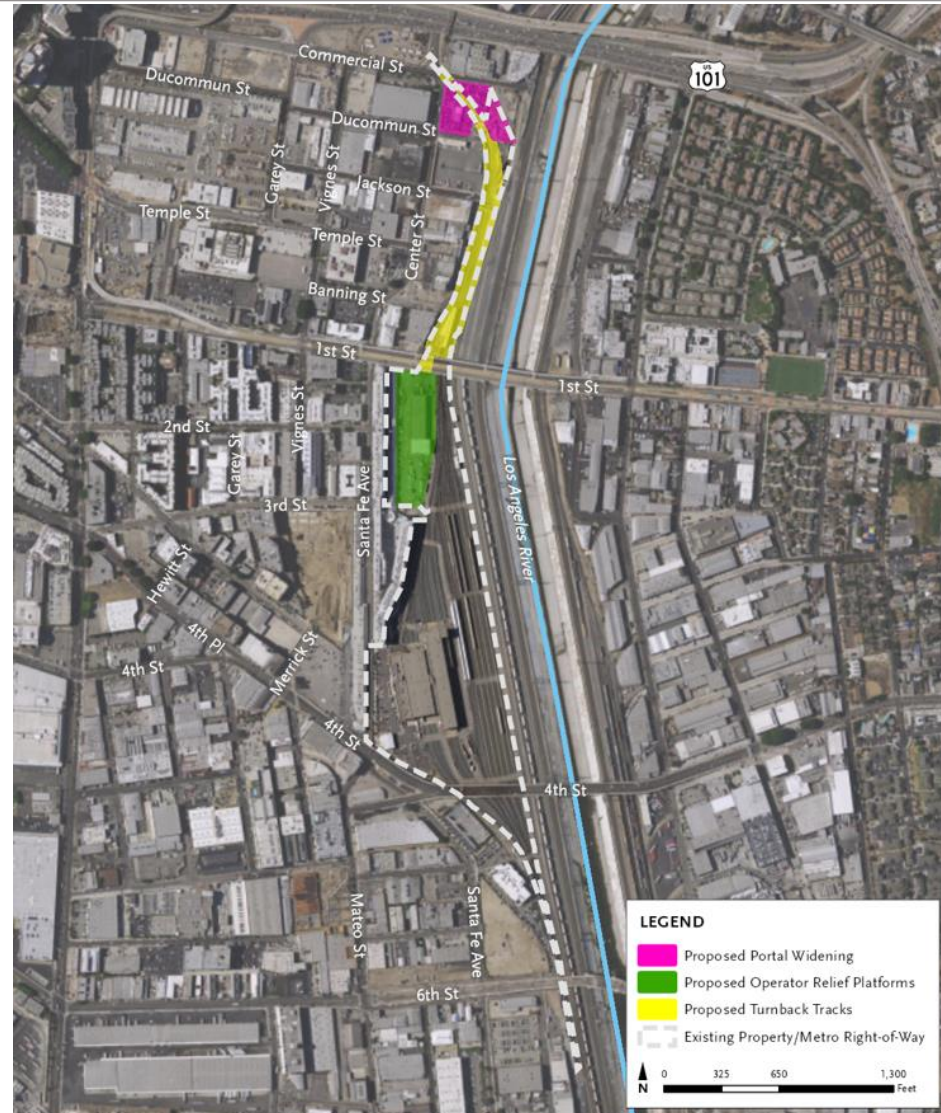 Commercial St
Ducommun St
US
101
Ducommun St
Garey St
Vignes St
Jackson St
Temple St
Temple St
Center St
Banning St
1st St
1st St
2nd St
Vignes St
Garey St
Santa Fe Ave
3rd St
Los Angeles River
Hewitt St
4th Pl
4th St
Merrick St
4th St
4th St
Mateo St
Santa Fe Ave
6th St
LEGEND
Proposed Portal Widening
Proposed Operator Relief Platforms
Proposed Turnback Tracks
Existing Property/Metro Right-of-Way
N
0 325 650 1,300
Feet